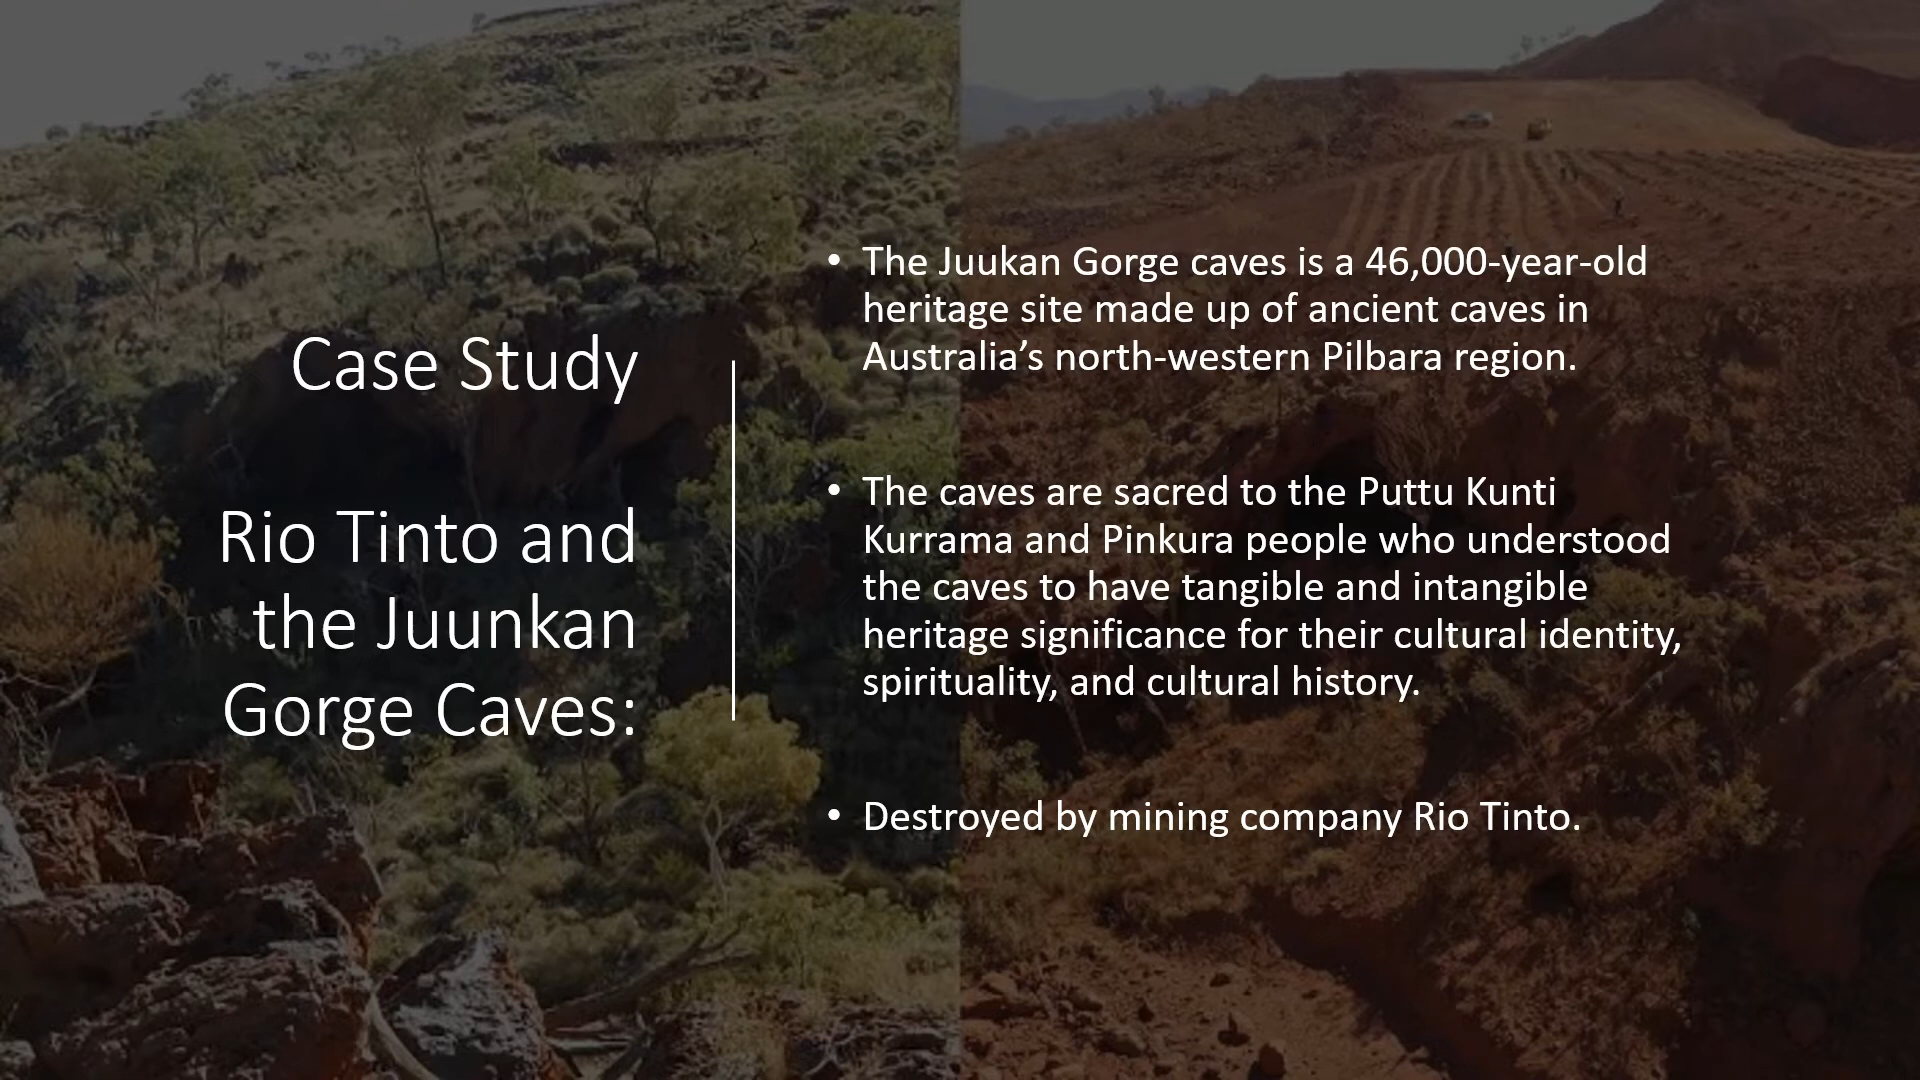 Case Study
Rio Tinto and
the Juunkan
Gorge Caves:
• The Juukan Gorge caves is a 46,000-year-old
heritage site made up of ancient caves in
Australia’s north-western Pilbara region.
• The caves are sacred to the Puttu Kunti
Kurrama and Pinkura people who understood
the caves to have tangible and intangible
heritage significance for their cultural identity,
spirituality, and cultural history.
• Destroyed by mining company Rio Tinto.